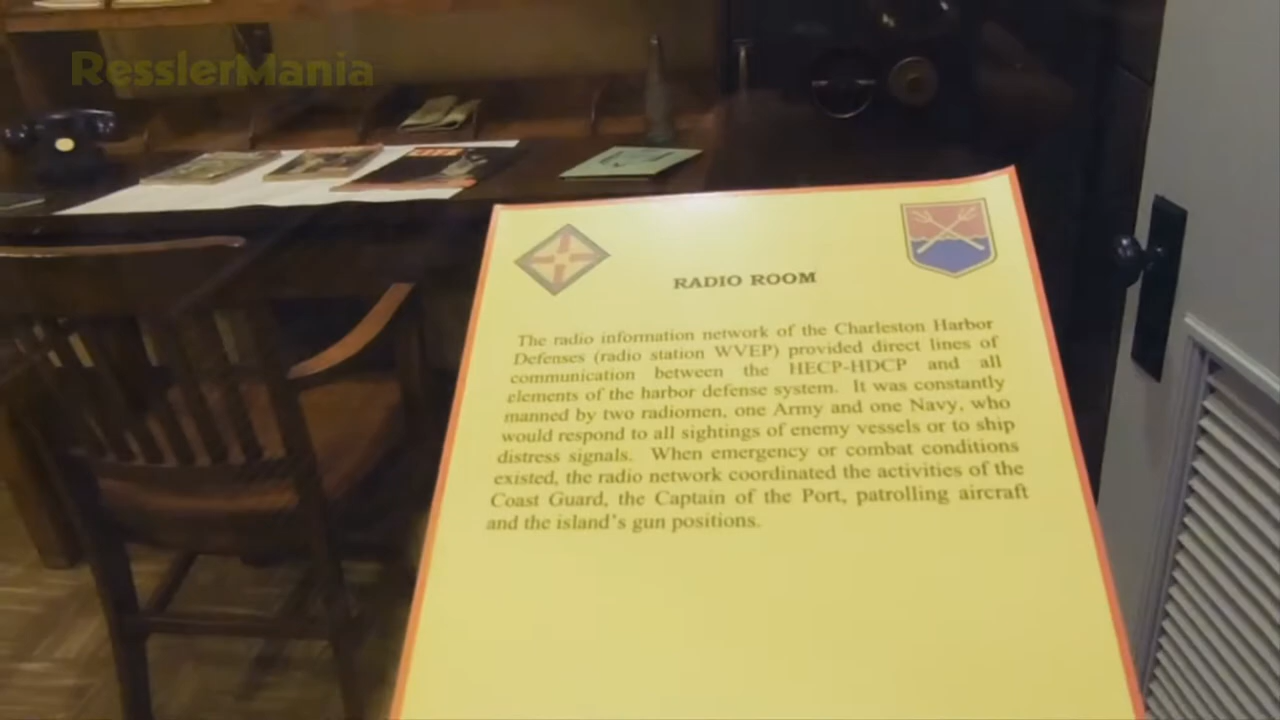 ResslerMania
LIFE
RADIO ROOM
The radio information network of the Charleston Harbor
Defenses (radio station WVEP) provided direct lines of
communication between the HECP-HDCP and all
elements of the harbor defense system. It was constantly
manned by two radiomen, one Army and one Navy, who
would respond to all sightings of enemy vessels or to ship
distress signals. When emergency or combat conditions
existed, the radio network coordinated the activities of the
Coast Guard, the Captain of the Port, patrolling aircraft
and the island's gun positions.